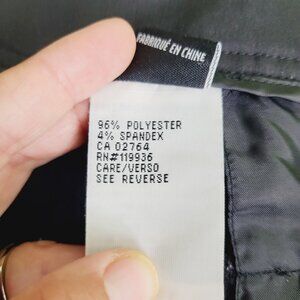 FABRIQUÉ EN CHINE
96% POLYESTER
4% SPANDEX
CA 02764
RN#119936
CARE/VERSO
SEE REVERSE